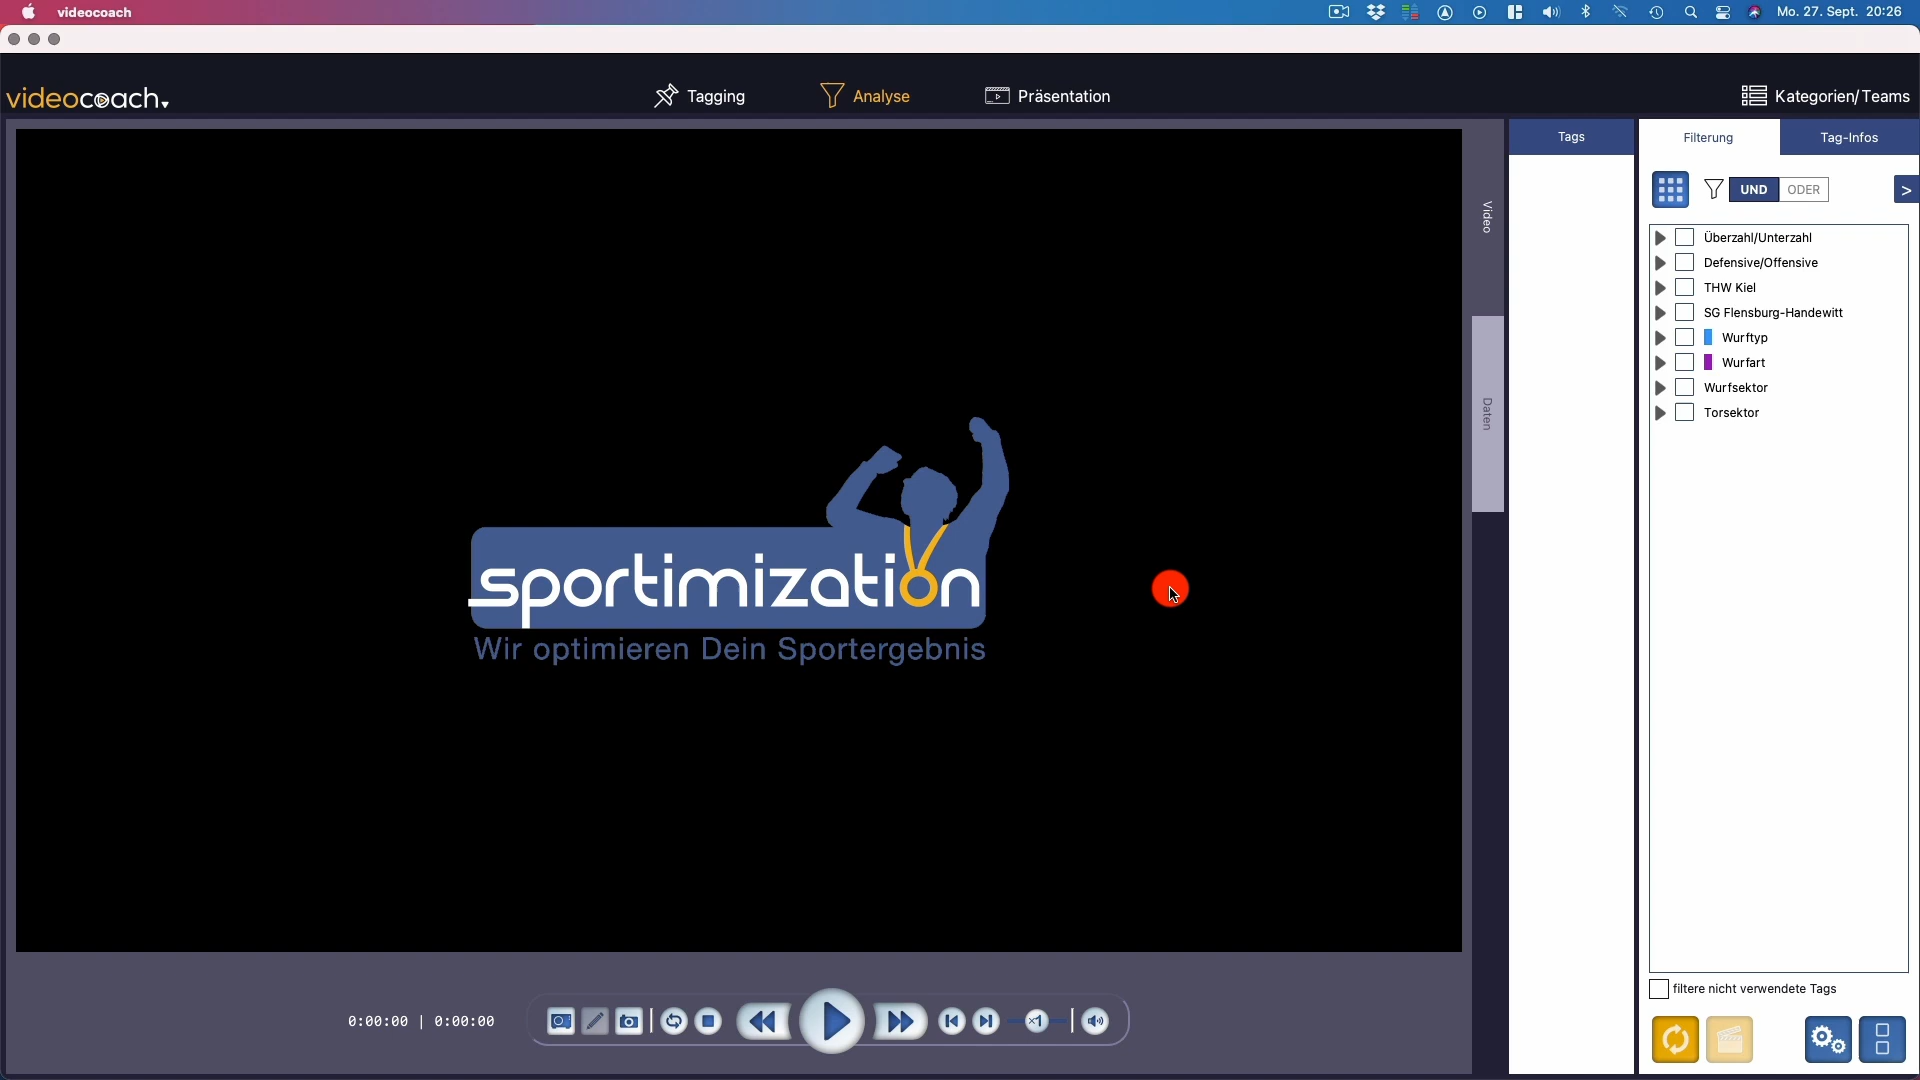 videocoach
Mo. 27. Sept. 20:26
videocoach
Tagging
Analyse
Präsentation
Kategorien/Teams
Video
Daten
Tags
Filterung
Tag-Infos
UND
ODER
>
Überzahl/Unterzahl
Defensive/Offensive
THW Kiel
SG Flensburg-Handewitt
Wurftyp
Wurfart
Wurfsektor
Torsektor
sportimization
Wir optimieren Dein Sportergebnis
filtere nicht verwendete Tags
0:00:00 | 0:00:00
x1